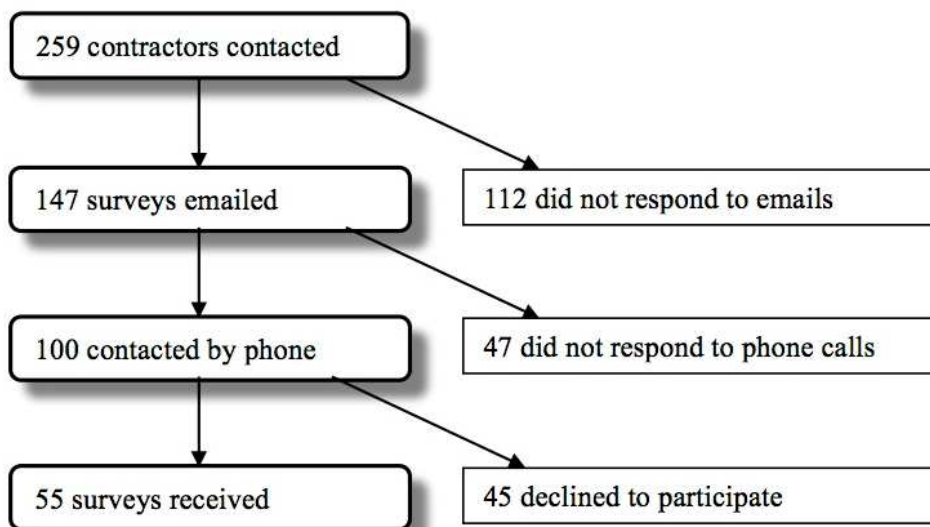 259 contractors contacted
147 surveys emailed
112 did not respond to emails
100 contacted by phone
47 did not respond to phone calls
55 surveys received
45 declined to participate